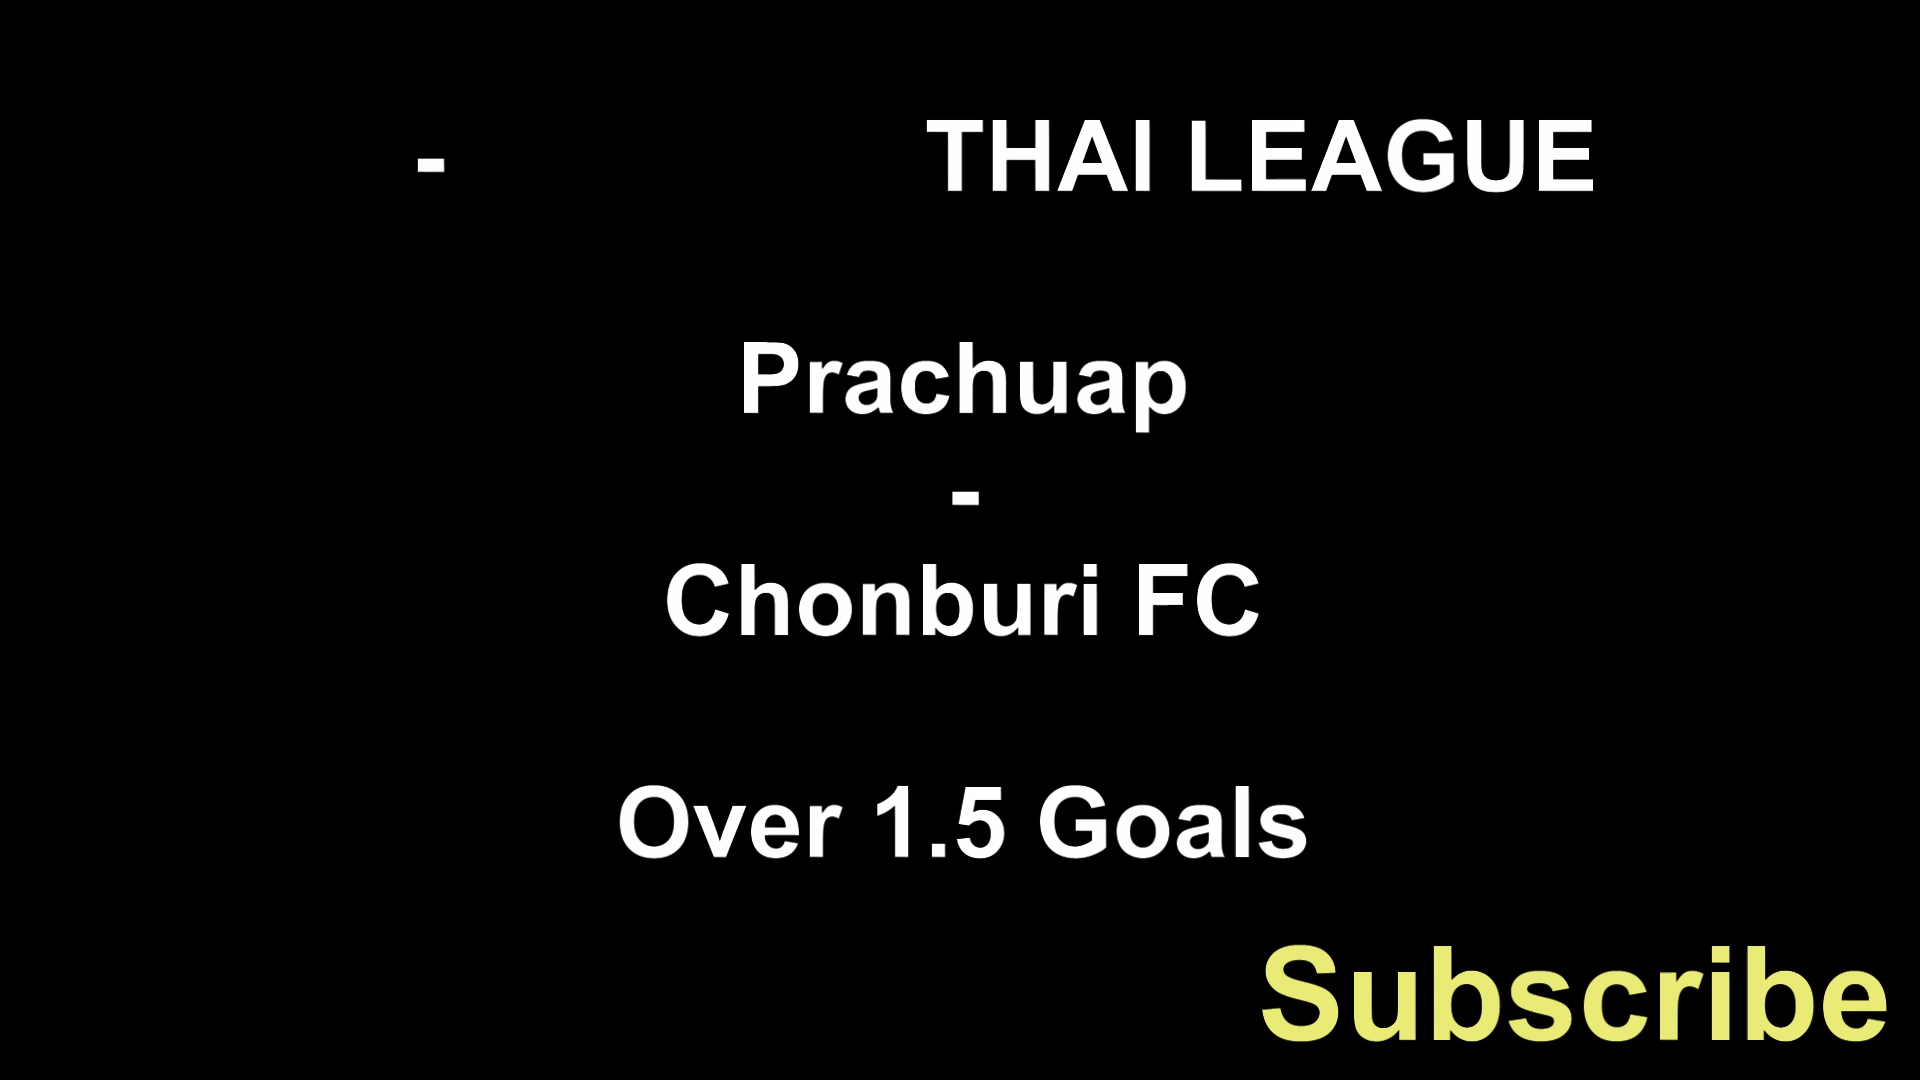 - THAI LEAGUE
Prachuap
-
Chonburi FC
Over 1.5 Goals
Subscribe